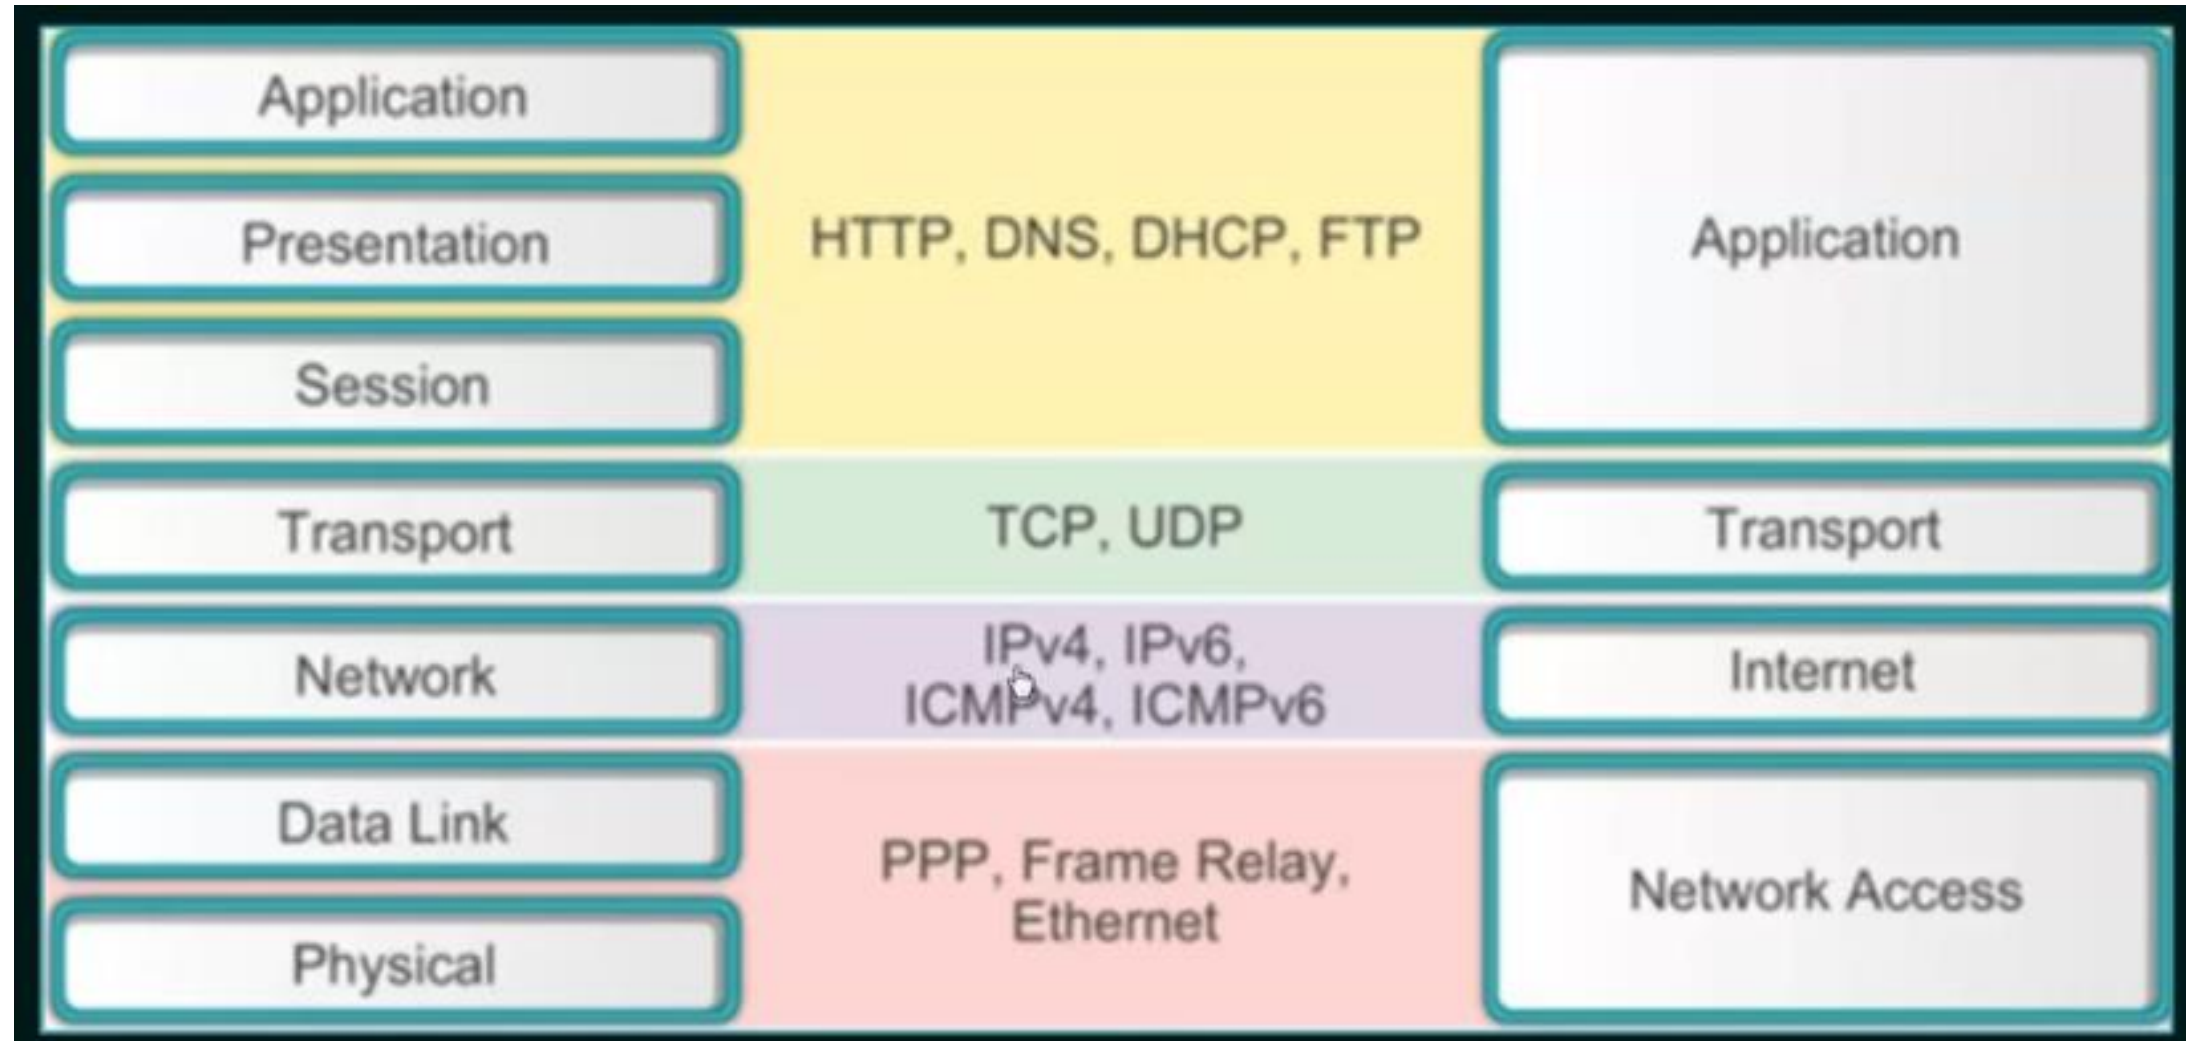 Application
Presentation
Session
Transport
Network
Data Link
Physical
HTTP, DNS, DHCP, FTP
TCP, UDP
IPv4, IPv6,
ICMPv4, ICMPv6
PPP, Frame Relay,
Ethernet
Application
Transport
Internet
Network Access